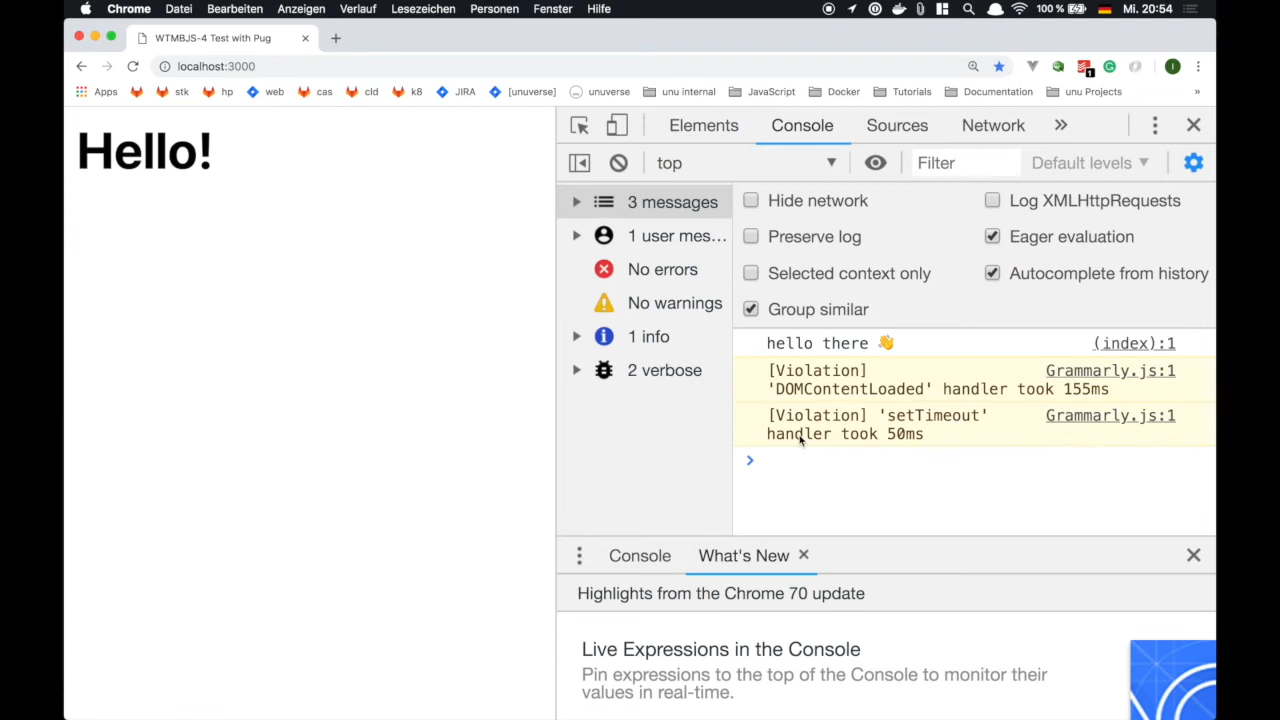 Chrome Datei Bearbeiten Anzeigen Verlauf Lesezeichen Personen Fenster Hilfe 100 % Mi. 20:54
WTMBJS-4 Test with Pug
localhost:3000 1 I
Apps stk hp web cas cld k8 JIRA [unuverse] unuverse unu internal JavaScript Docker Tutorials Documentation unu Projects »
Hello!
Elements Console Sources Network »
top Filter Default levels
3 messages
1 user mes…
No errors
No warnings
1 info
2 verbose
Hide network Log XMLHttpRequests
Preserve log Eager evaluation
Selected context only Autocomplete from history
Group similar
hello there 👋 (index):1
[Violation] Grammarly.js:1
'DOMContentLoaded' handler took 155ms
[Violation] 'setTimeout' Grammarly.js:1
handler took 50ms
Console What's New
Highlights from the Chrome 70 update
Live Expressions in the Console
Pin expressions to the top of the Console to monitor their
values in real-time.